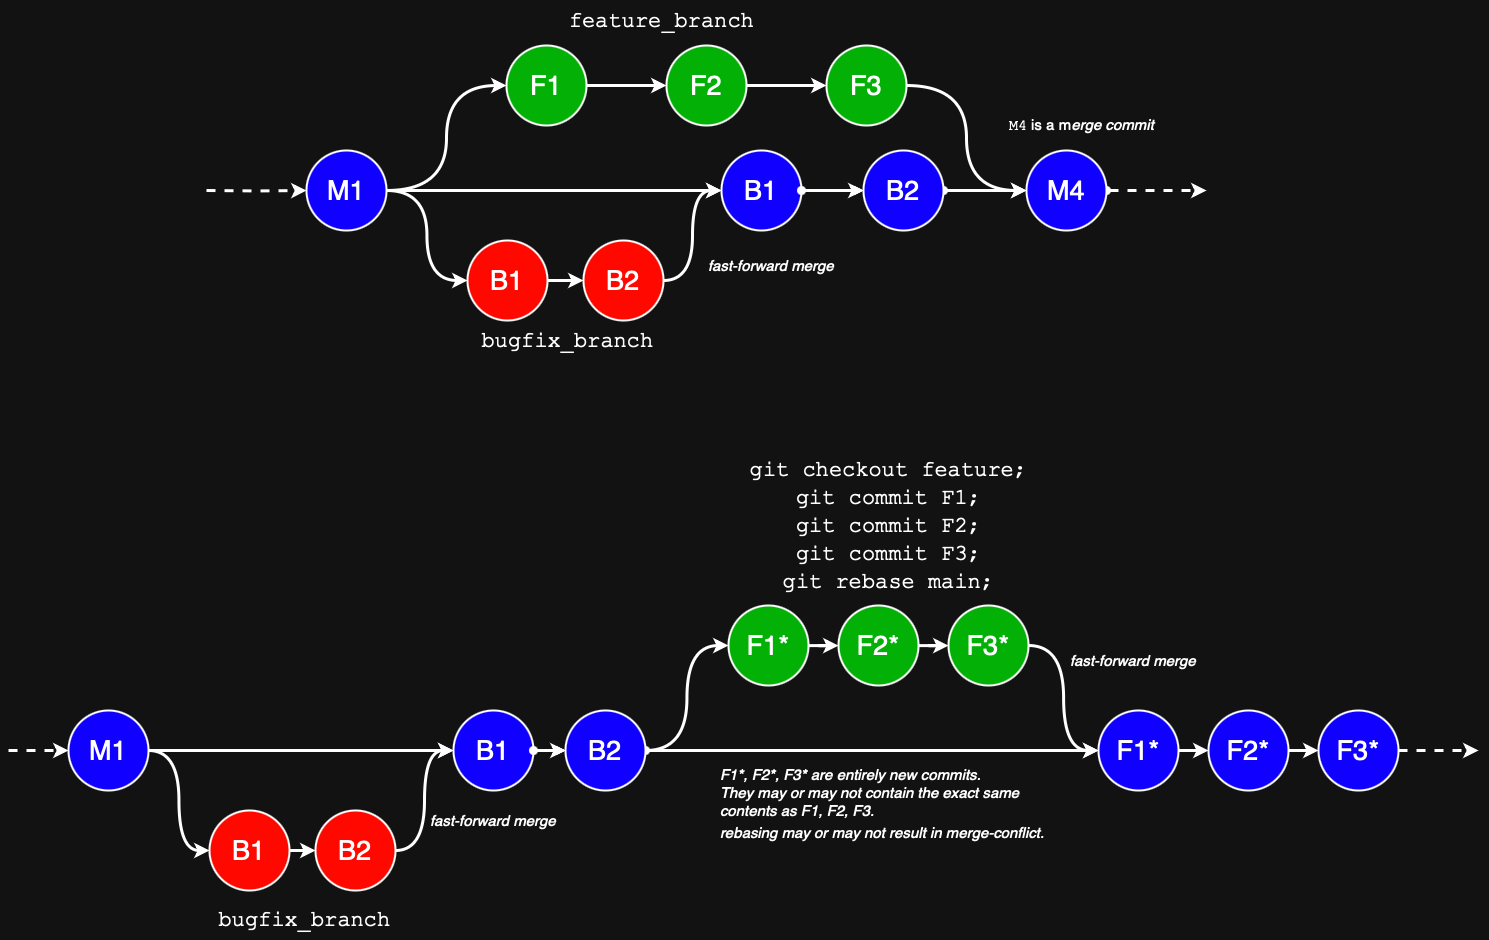 feature_branch
F1
F2
F3
M4 is a merge commit
M1
B1
B2
M4
fast-forward merge
B1
B2
bugfix_branch
git checkout feature;
git commit F1;
git commit F2;
git commit F3;
git rebase main;
F1*
F2*
F3*
fast-forward merge
M1
B1
B2
F1*
F2*
F3*
F1*, F2*, F3* are entirely new commits.
They may or may not contain the exact same
contents as F1, F2, F3.
rebasing may or may not result in merge-conflict.
fast-forward merge
B1
B2
bugfix_branch